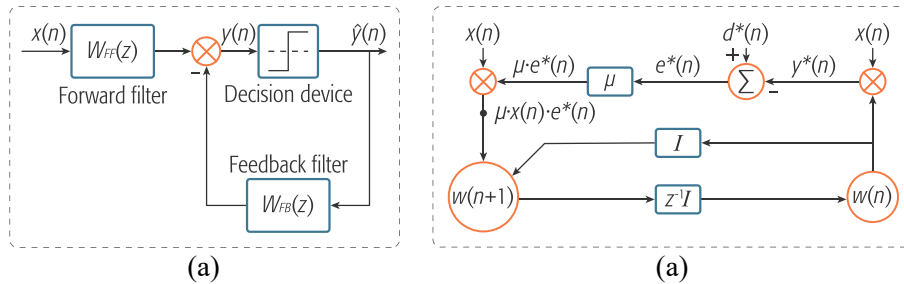 x(n)
W_FF(z)
-
y(n)
ŷ(n)
Forward filter
Decision device
Feedback filter
W_FB(z)
(a)
x(n)
d*(n)
x(n)
+
μ·e*(n)
μ
e*(n)
Σ
-
y*(n)
μ·x(n)·e*(n)
I
w(n+1)
z⁻¹I
w(n)
(a)